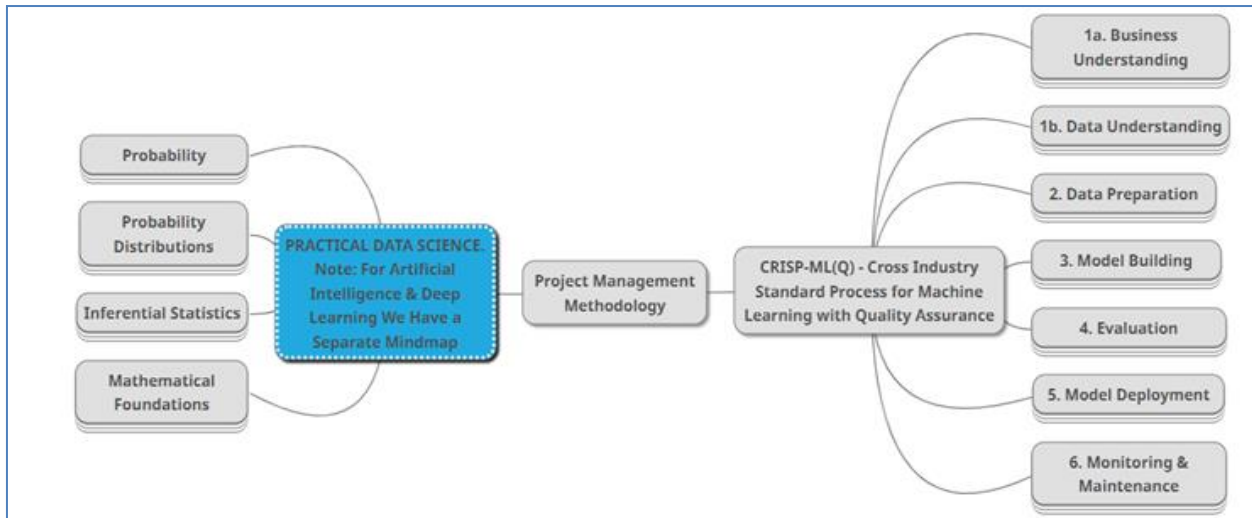 Probability
Probability
Distributions
Inferential Statistics
Mathematical
Foundations
PRACTICAL DATA SCIENCE.
Note: For Artificial
Intelligence & Deep
Learning We Have a
Separate Mindmap
Project Management
Methodology
CRISP-ML(Q) - Cross Industry
Standard Process for Machine
Learning with Quality Assurance
1a. Business
Understanding
1b. Data Understanding
2. Data Preparation
3. Model Building
4. Evaluation
5. Model Deployment
6. Monitoring &
Maintenance